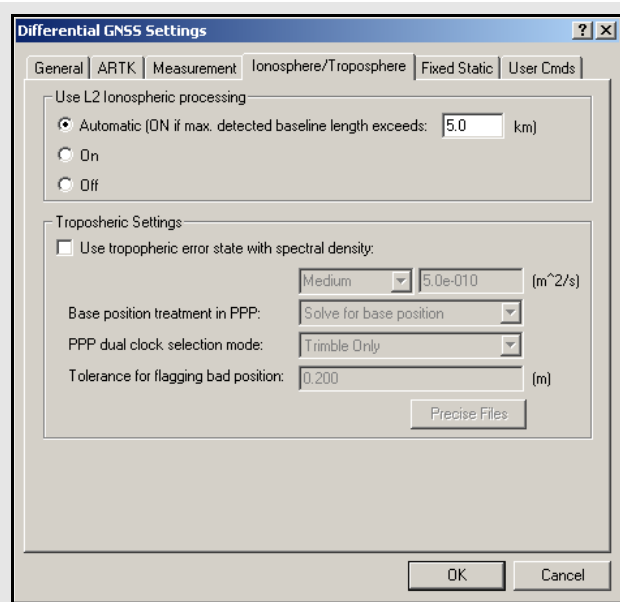 Differential GNSS Settings
General ARTK Measurement Ionosphere/Troposphere Fixed Static User Cmds
Use L2 Ionospheric processing
Automatic (ON if max. detected baseline length exceeds: 5.0 km)
On
Off
Troposheric Settings
Use tropopheric error state with spectral density:
Medium 5.0e-010 (m^2/s)
Base position treatment in PPP: Solve for base position
PPP dual clock selection mode: Trimble Only
Tolerance for flagging bad position: 0.200 (m)
Precise Files
OK Cancel